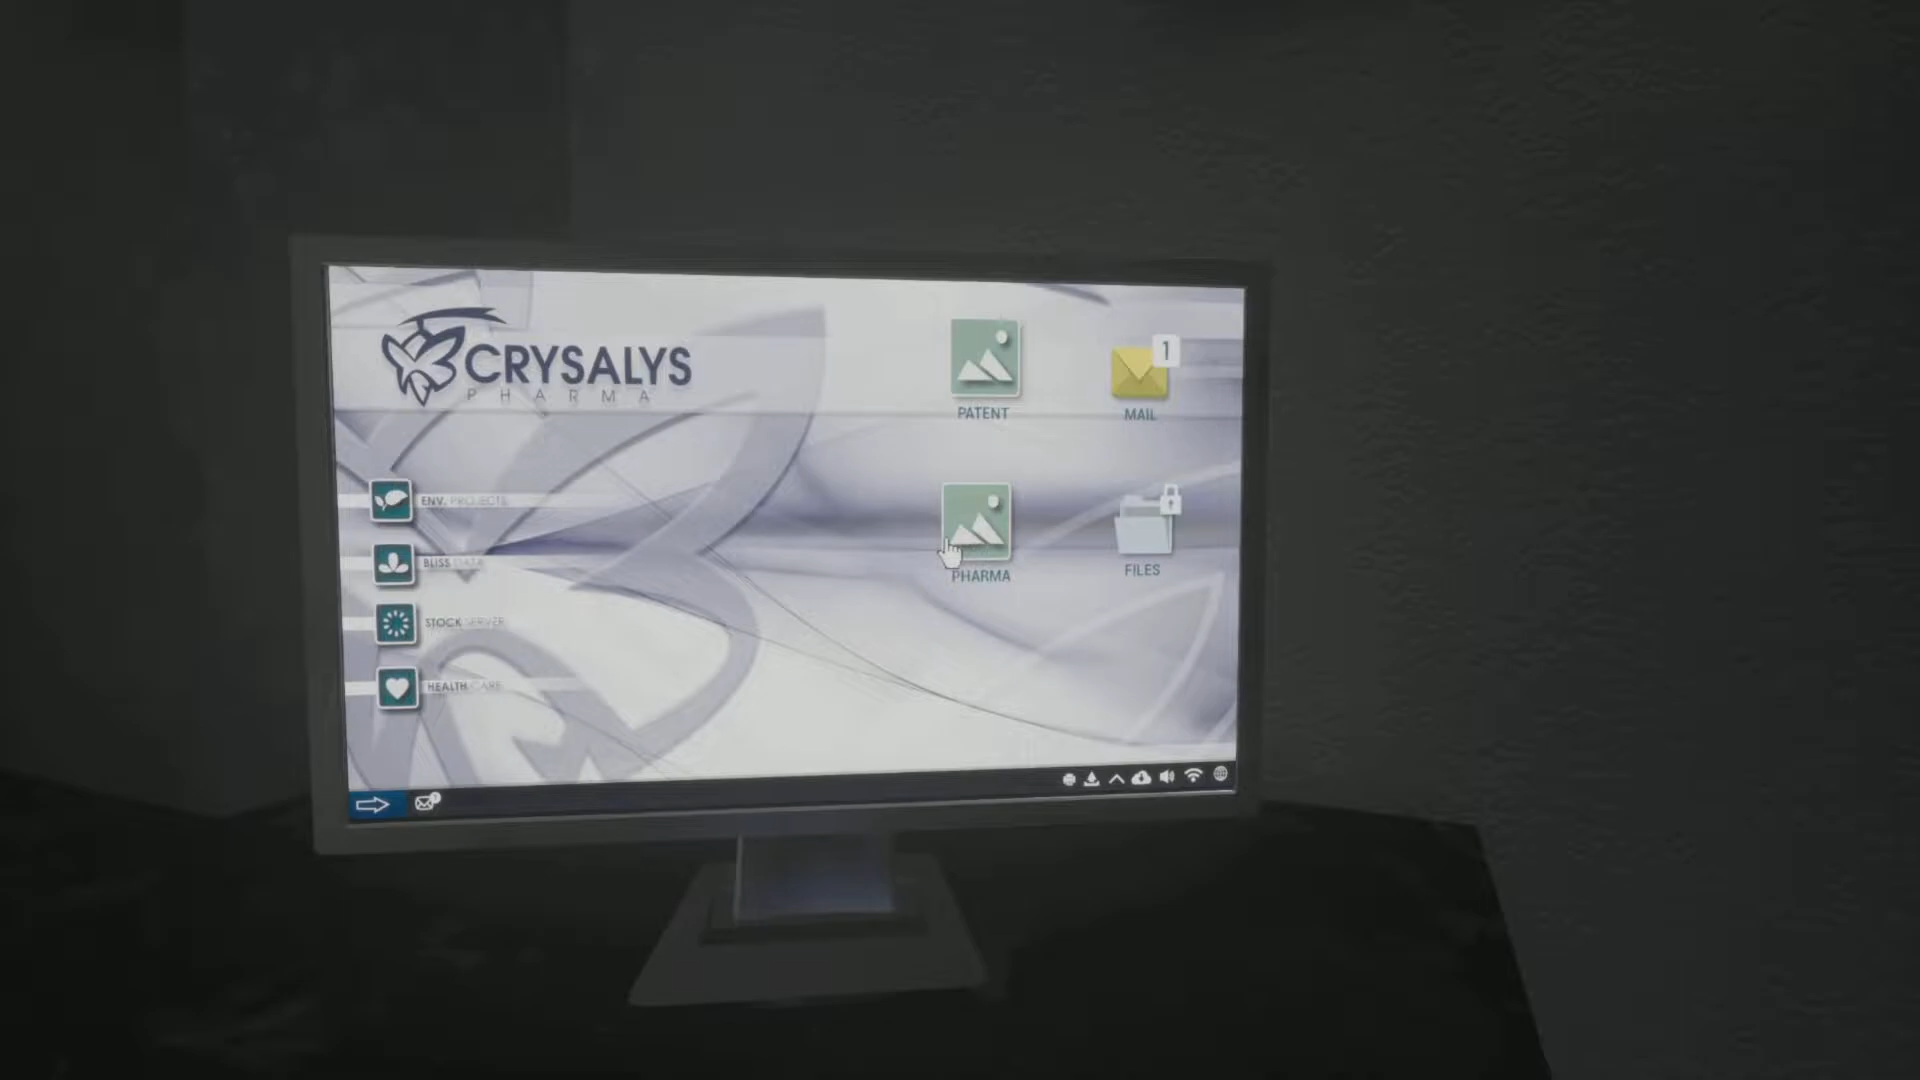 CRYSALYS
PHARMA
PATENT
MAIL
1
ENV. PROJECTS
PHARMA
FILES
BLISS DATA
STOCK SERVER
HEALTH CARE